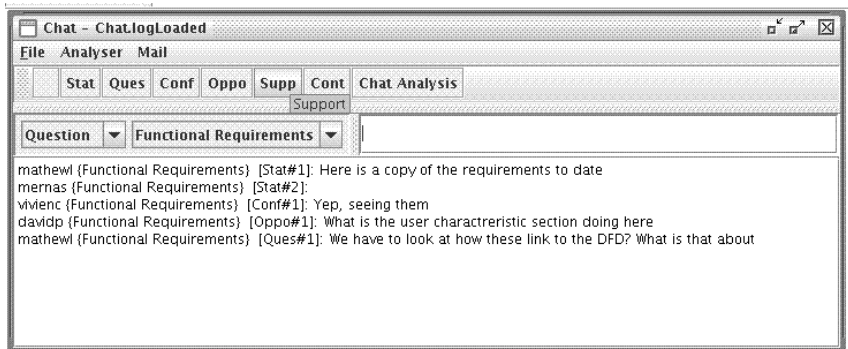 Chat - Chat.logLoaded
File Analyser Mail
Stat Ques Conf Oppo Supp Cont Chat Analysis
Support
Question Functional Requirements
mathewl {Functional Requirements} [Stat#1]: Here is a copy of the requirements to date
mernas {Functional Requirements} [Stat#2]:
vivienc {Functional Requirements} [Conf#1]: Yep, seeing them
davidp {Functional Requirements} [Oppo#1]: What is the user charactreristic section doing here
mathewl {Functional Requirements} [Ques#1]: We have to look at how these link to the DFD? What is that about